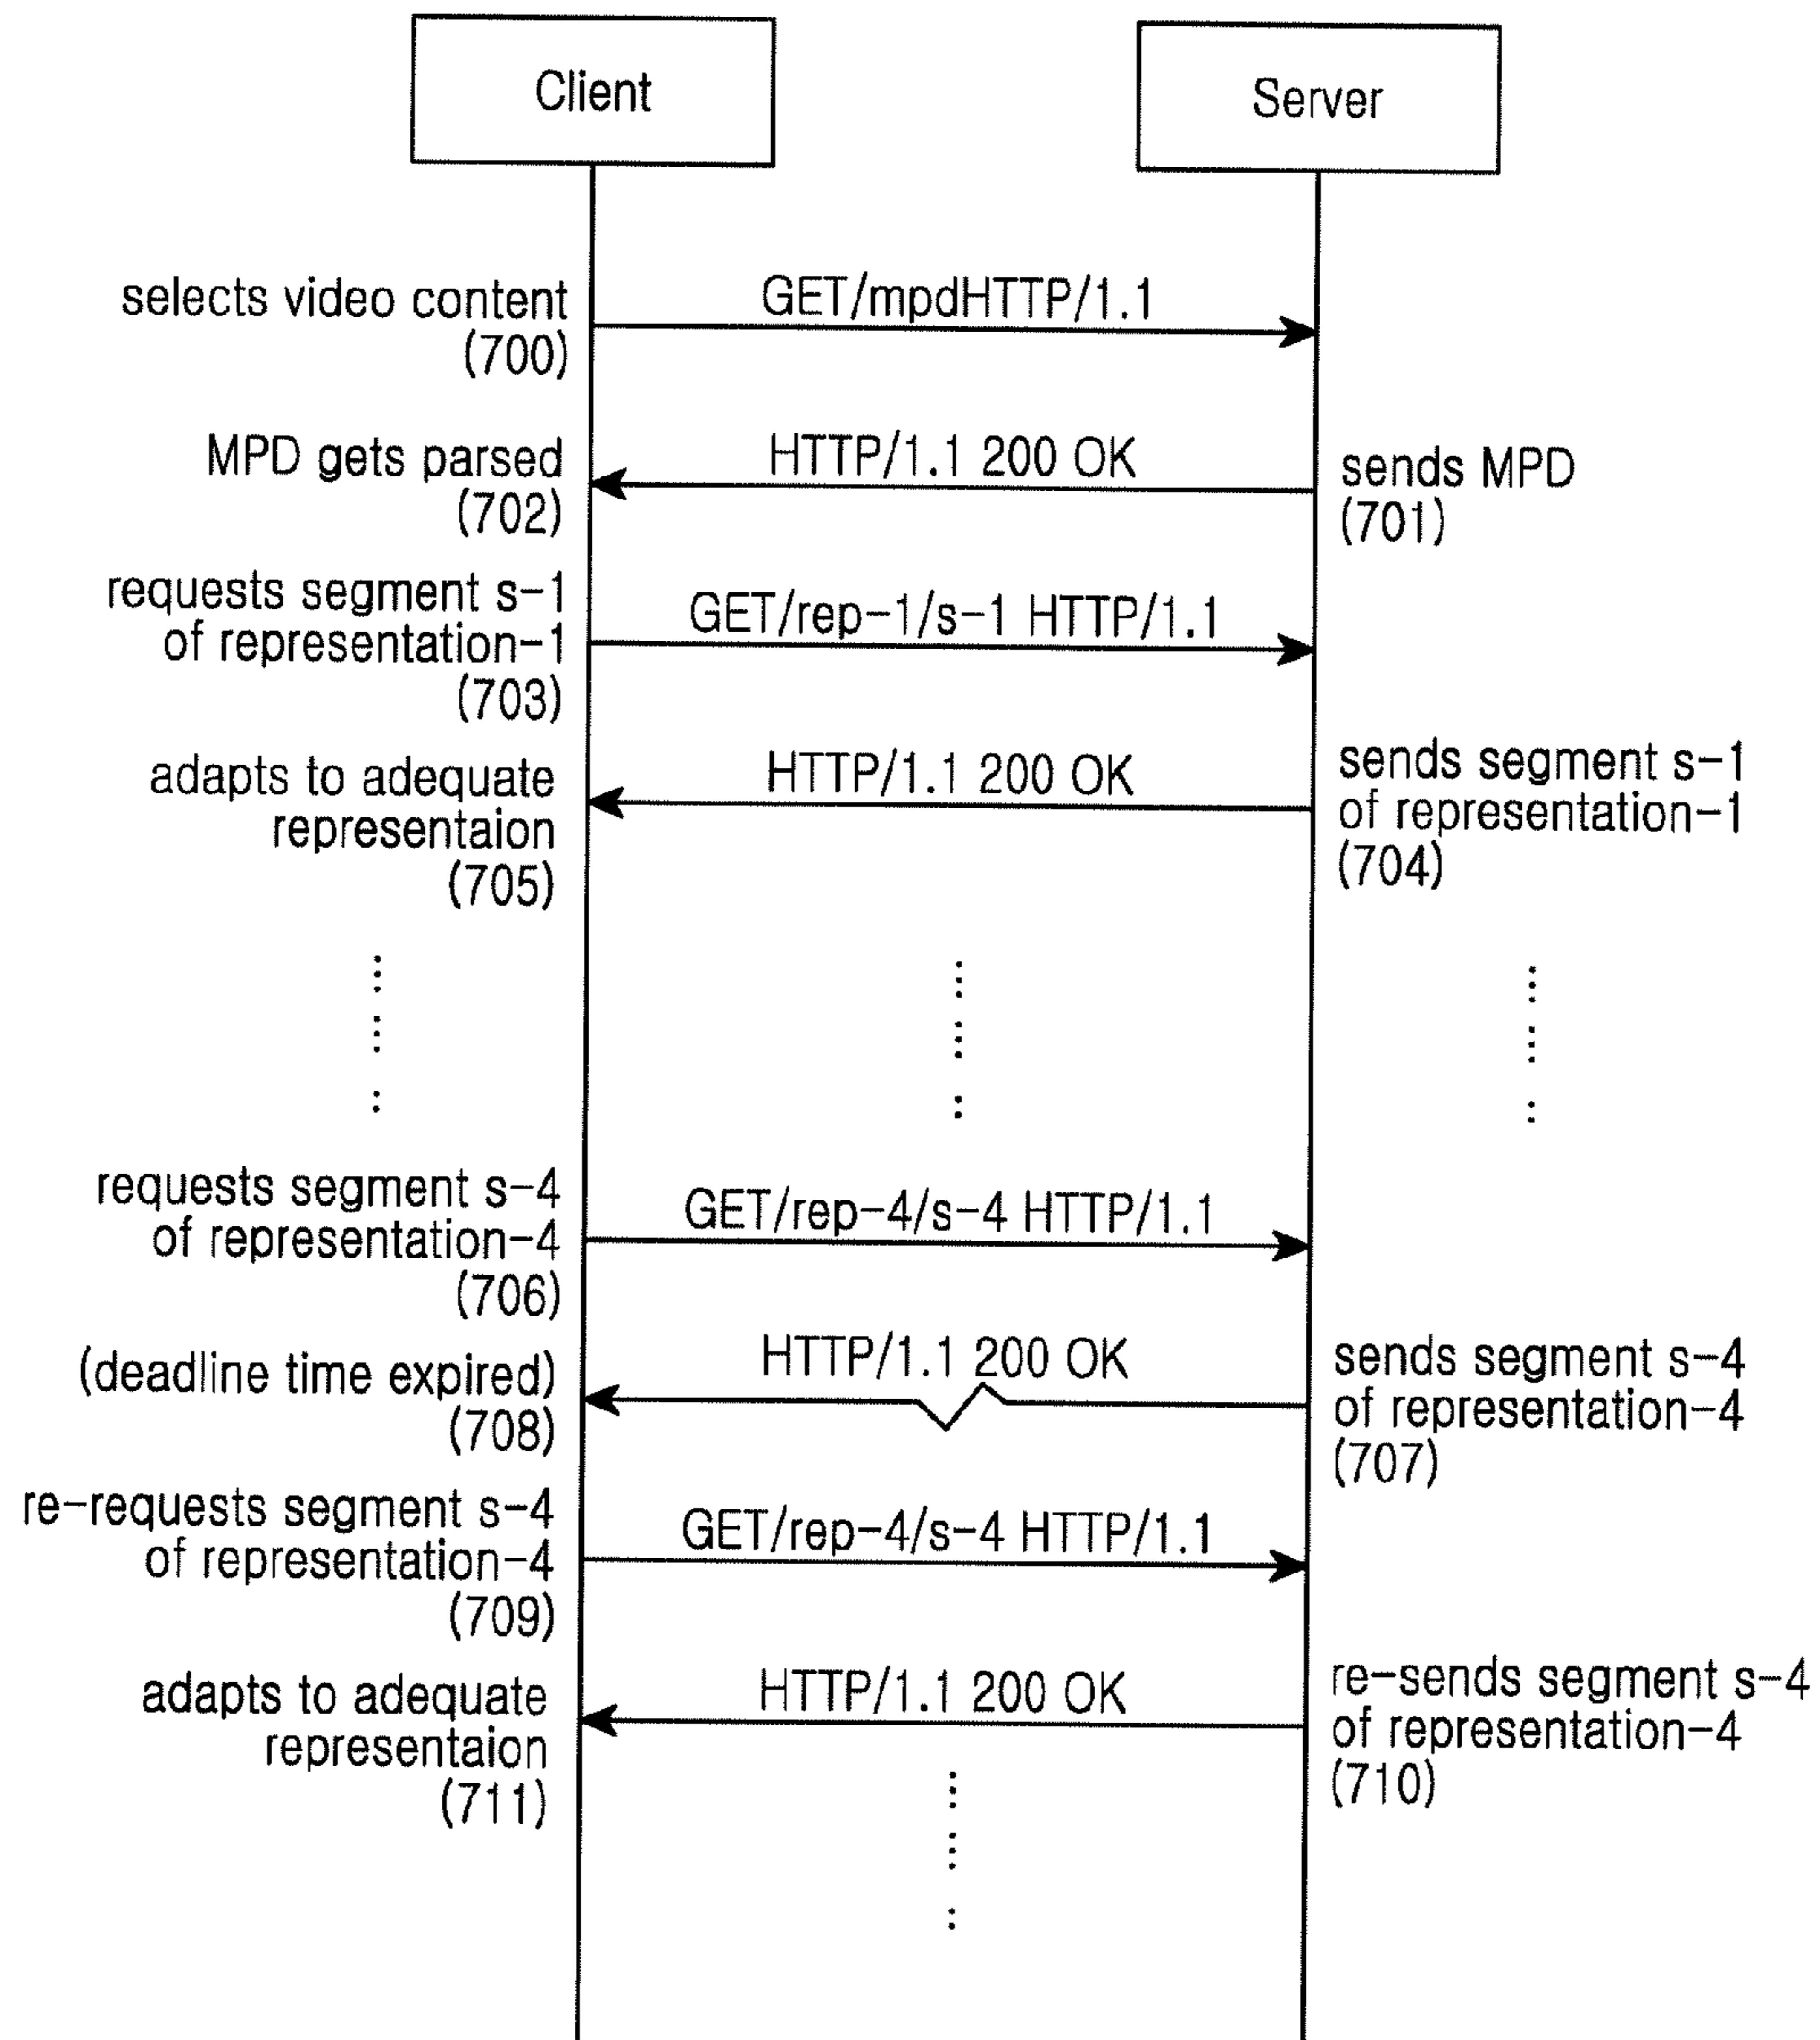 Client
Server
selects video content
(700)
GET/mpdHTTP/1.1
MPD gets parsed
(702)
HTTP/1.1 200 OK
sends MPD
(701)
requests segment s-1
of representation-1
(703)
GET/rep-1/s-1 HTTP/1.1
adapts to adequate
representaion
(705)
HTTP/1.1 200 OK
sends segment s-1
of representation-1
(704)
requests segment s-4
of representation-4
(706)
GET/rep-4/s-4 HTTP/1.1
(deadline time expired)
(708)
HTTP/1.1 200 OK
sends segment s-4
of representation-4
(707)
re-requests segment s-4
of representation-4
(709)
GET/rep-4/s-4 HTTP/1.1
adapts to adequate
representaion
(711)
HTTP/1.1 200 OK
re-sends segment s-4
of representation-4
(710)